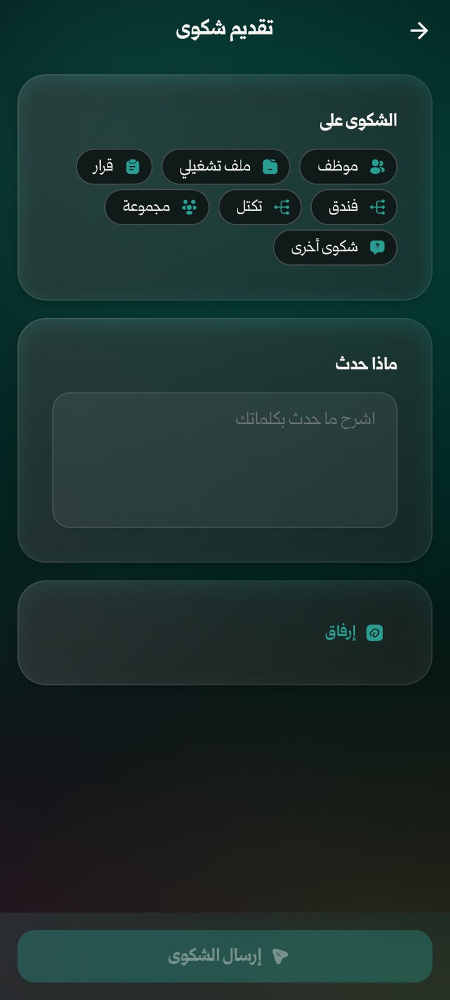 تقديم شكوى
الشكوى على
موظف ملف تشغيلي قرار
فندق تكتل مجموعة
شكوى أخرى
ماذا حدث
اشرح ما حدث بكلماتك
إرفاق
إرسال الشكوى